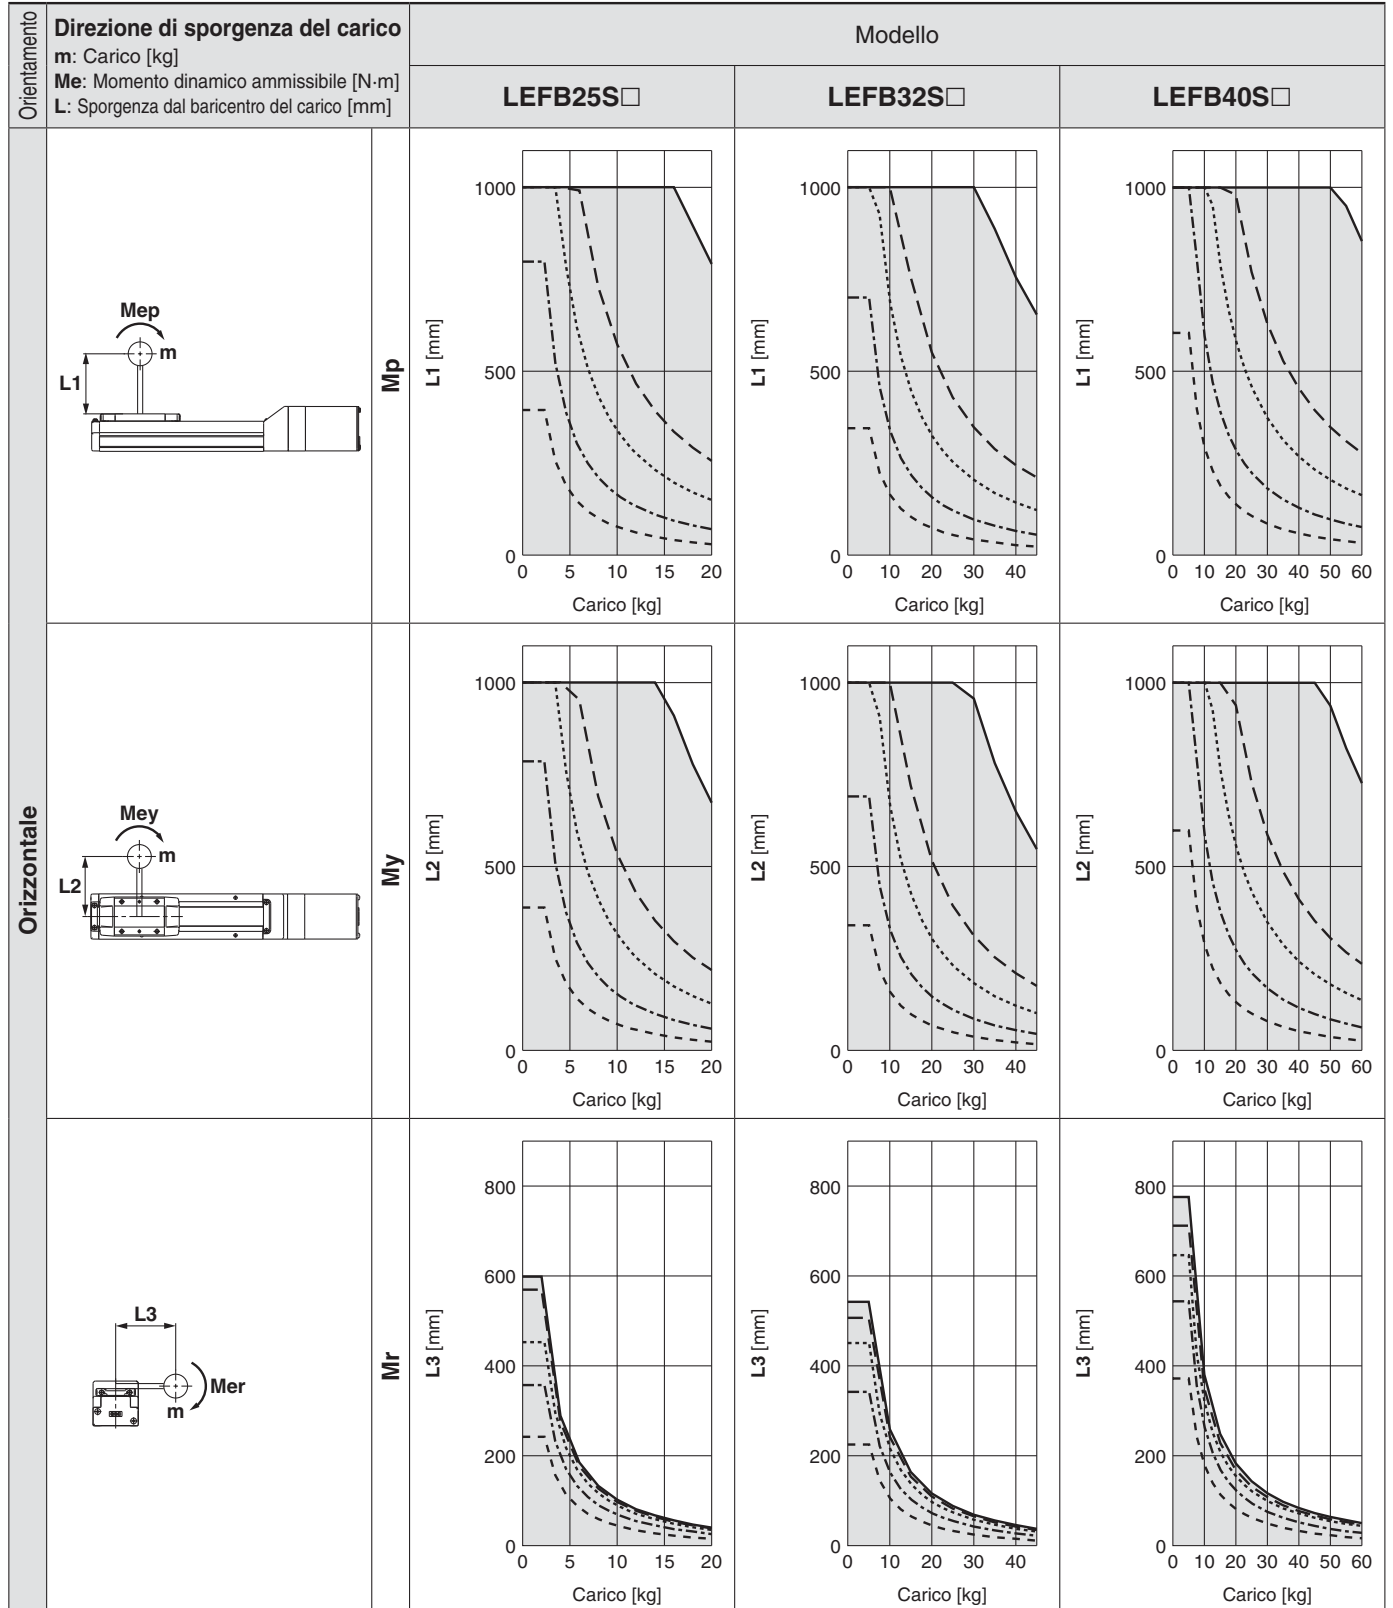 Orientamento
Direzione di sporgenza del carico
m: Carico [kg]
Me: Momento dinamico ammissibile [N·m]
L: Sporgenza dal baricentro del carico [mm]
Modello
LEFB25S□
LEFB32S□
LEFB40S□
Orizzontale
Mep
m
L1
Mp
L1 [mm]
1000
500
0
0 5 10 15 20
Carico [kg]
L1 [mm]
1000
500
0
0 10 20 30 40
Carico [kg]
L1 [mm]
1000
500
0
0 10 20 30 40 50 60
Carico [kg]
Mey
m
L2
My
L2 [mm]
1000
500
0
0 5 10 15 20
Carico [kg]
L2 [mm]
1000
500
0
0 10 20 30 40
Carico [kg]
L2 [mm]
1000
500
0
0 10 20 30 40 50 60
Carico [kg]
L3
Mer
m
Mr
L3 [mm]
800
600
400
200
0
0 5 10 15 20
Carico [kg]
L3 [mm]
800
600
400
200
0
0 10 20 30 40
Carico [kg]
L3 [mm]
800
600
400
200
0
0 10 20 30 40 50 60
Carico [kg]